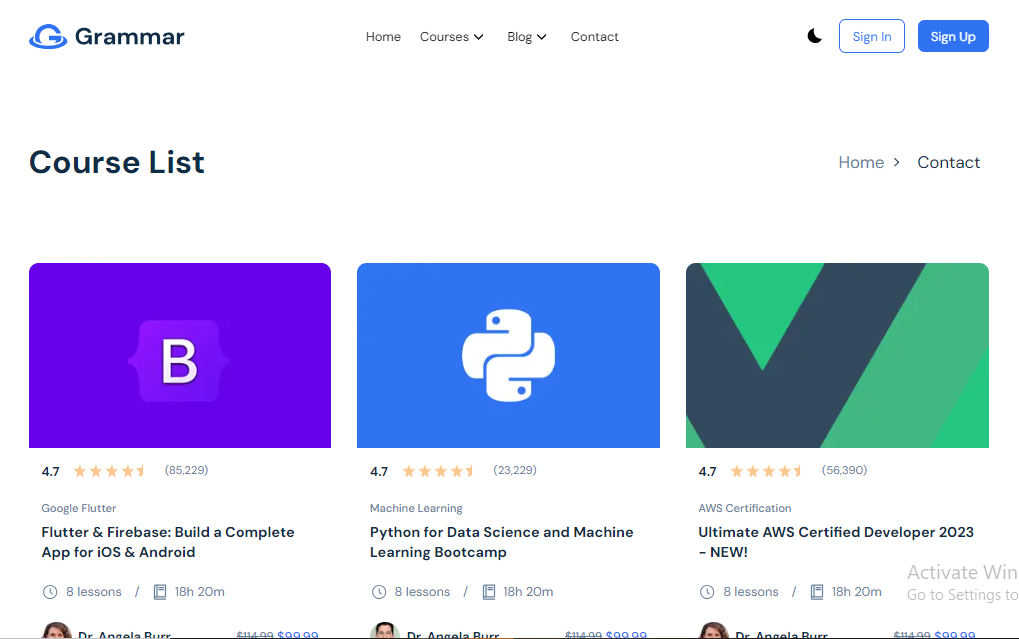 Grammar
Home Courses Blog Contact Sign In Sign Up
Course List
Home > Contact
B
4.7 (85,229)
Google Flutter
Flutter & Firebase: Build a Complete
App for iOS & Android
8 lessons / 18h 20m
Dr. Angela Burr $114.99 $99.99
4.7 (23,229)
Machine Learning
Python for Data Science and Machine
Learning Bootcamp
8 lessons / 18h 20m
Dr. Angela Burr $114.99 $99.99
4.7 (56,390)
AWS Certification
Ultimate AWS Certified Developer 2023
- NEW!
8 lessons / 18h 20m
Dr. Angela Burr $114.99 $99.99
Activate Win
Go to Settings to